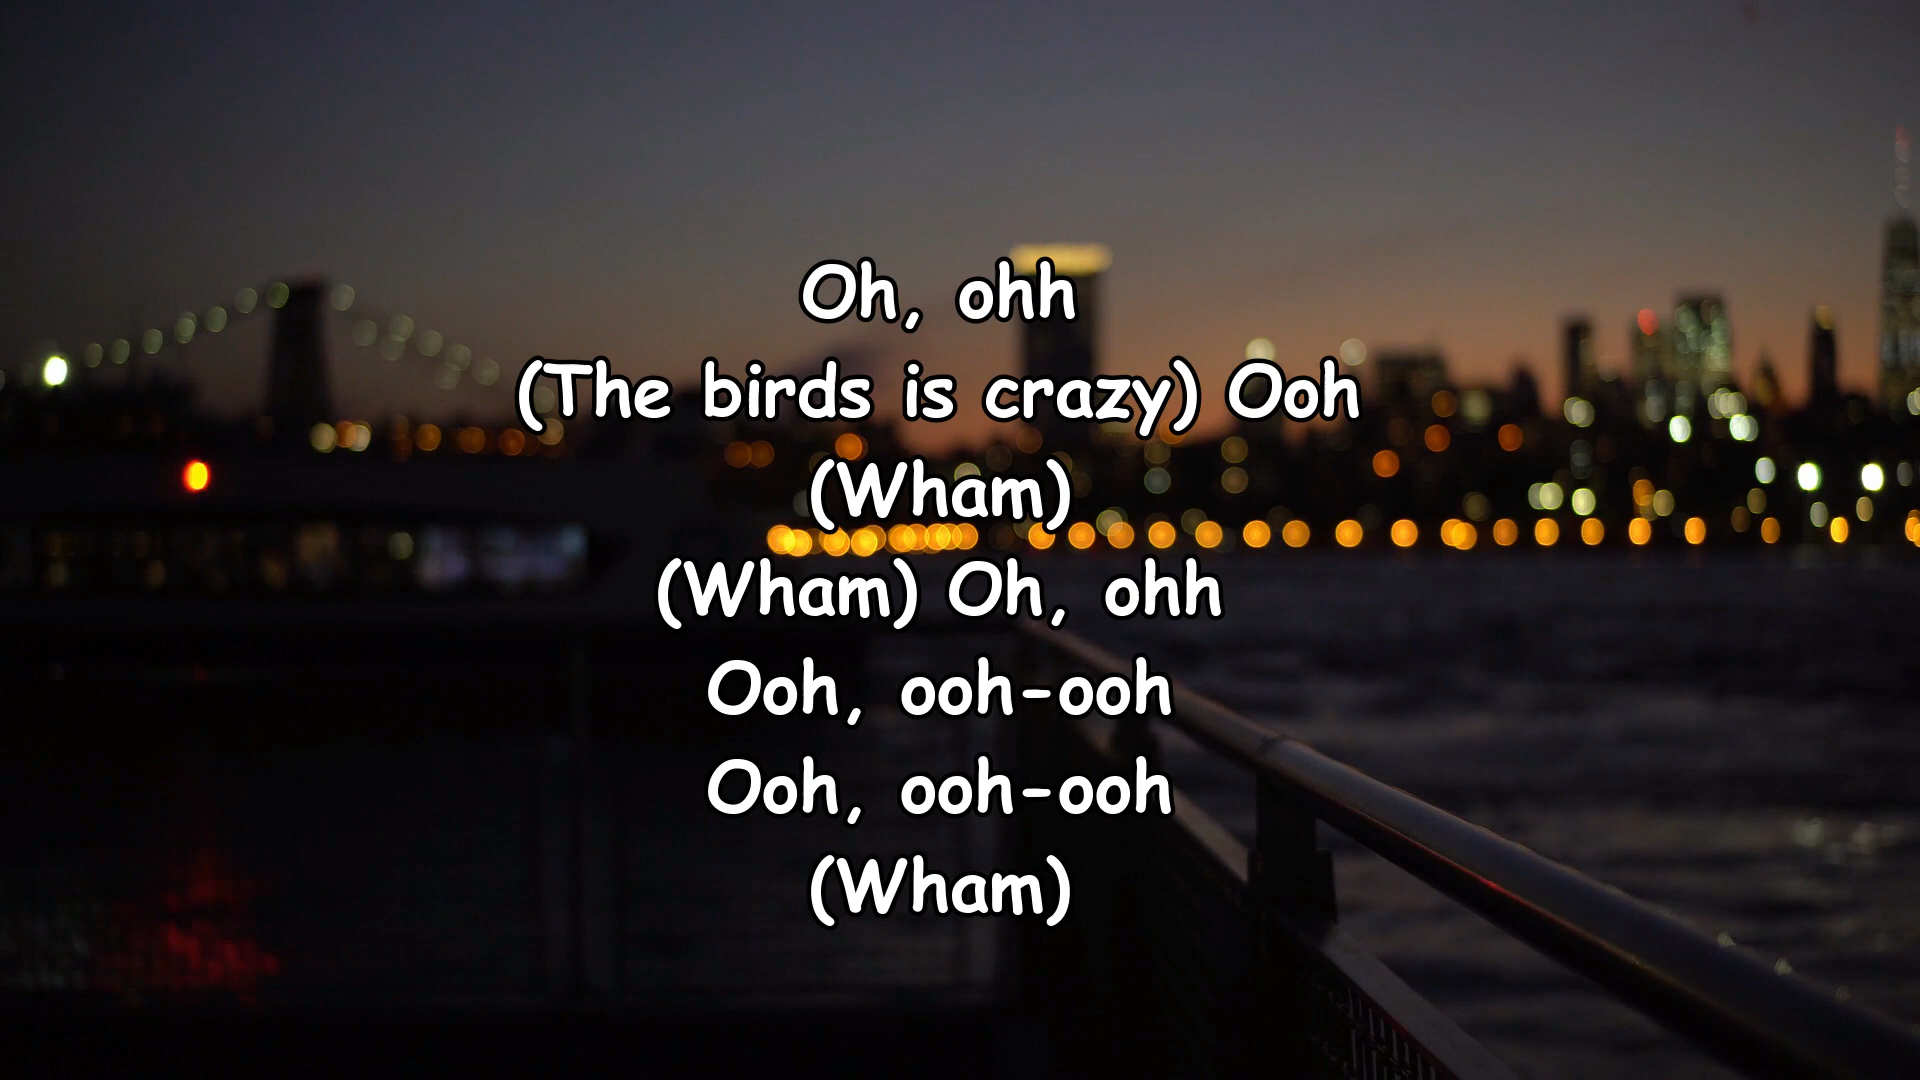 Oh, ohh
(The birds is crazy) Ooh
(Wham)
(Wham) Oh, ohh
Ooh, ooh-ooh
Ooh, ooh-ooh
(Wham)